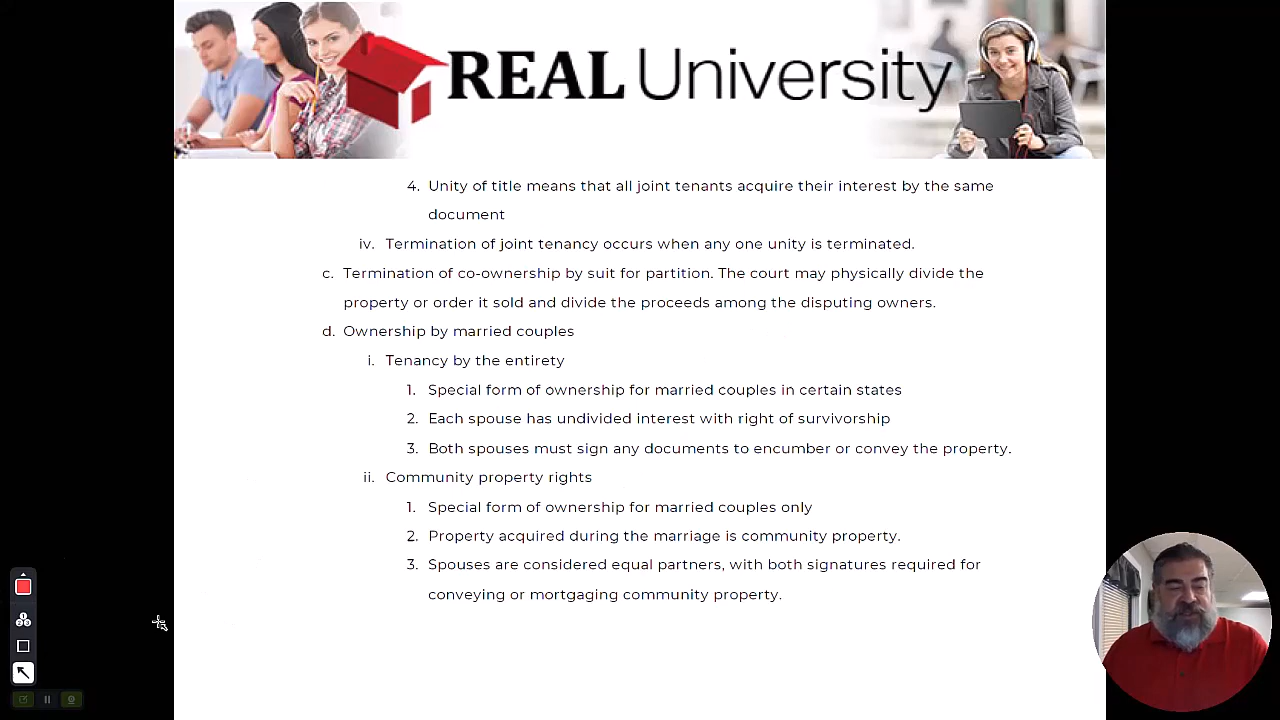 REAL University
4. Unity of title means that all joint tenants acquire their interest by the same
document
iv. Termination of joint tenancy occurs when any one unity is terminated.
c. Termination of co-ownership by suit for partition. The court may physically divide the
property or order it sold and divide the proceeds among the disputing owners.
d. Ownership by married couples
i. Tenancy by the entirety
1. Special form of ownership for married couples in certain states
2. Each spouse has undivided interest with right of survivorship
3. Both spouses must sign any documents to encumber or convey the property.
ii. Community property rights
1. Special form of ownership for married couples only
2. Property acquired during the marriage is community property.
3. Spouses are considered equal partners, with both signatures required for
conveying or mortgaging community property.